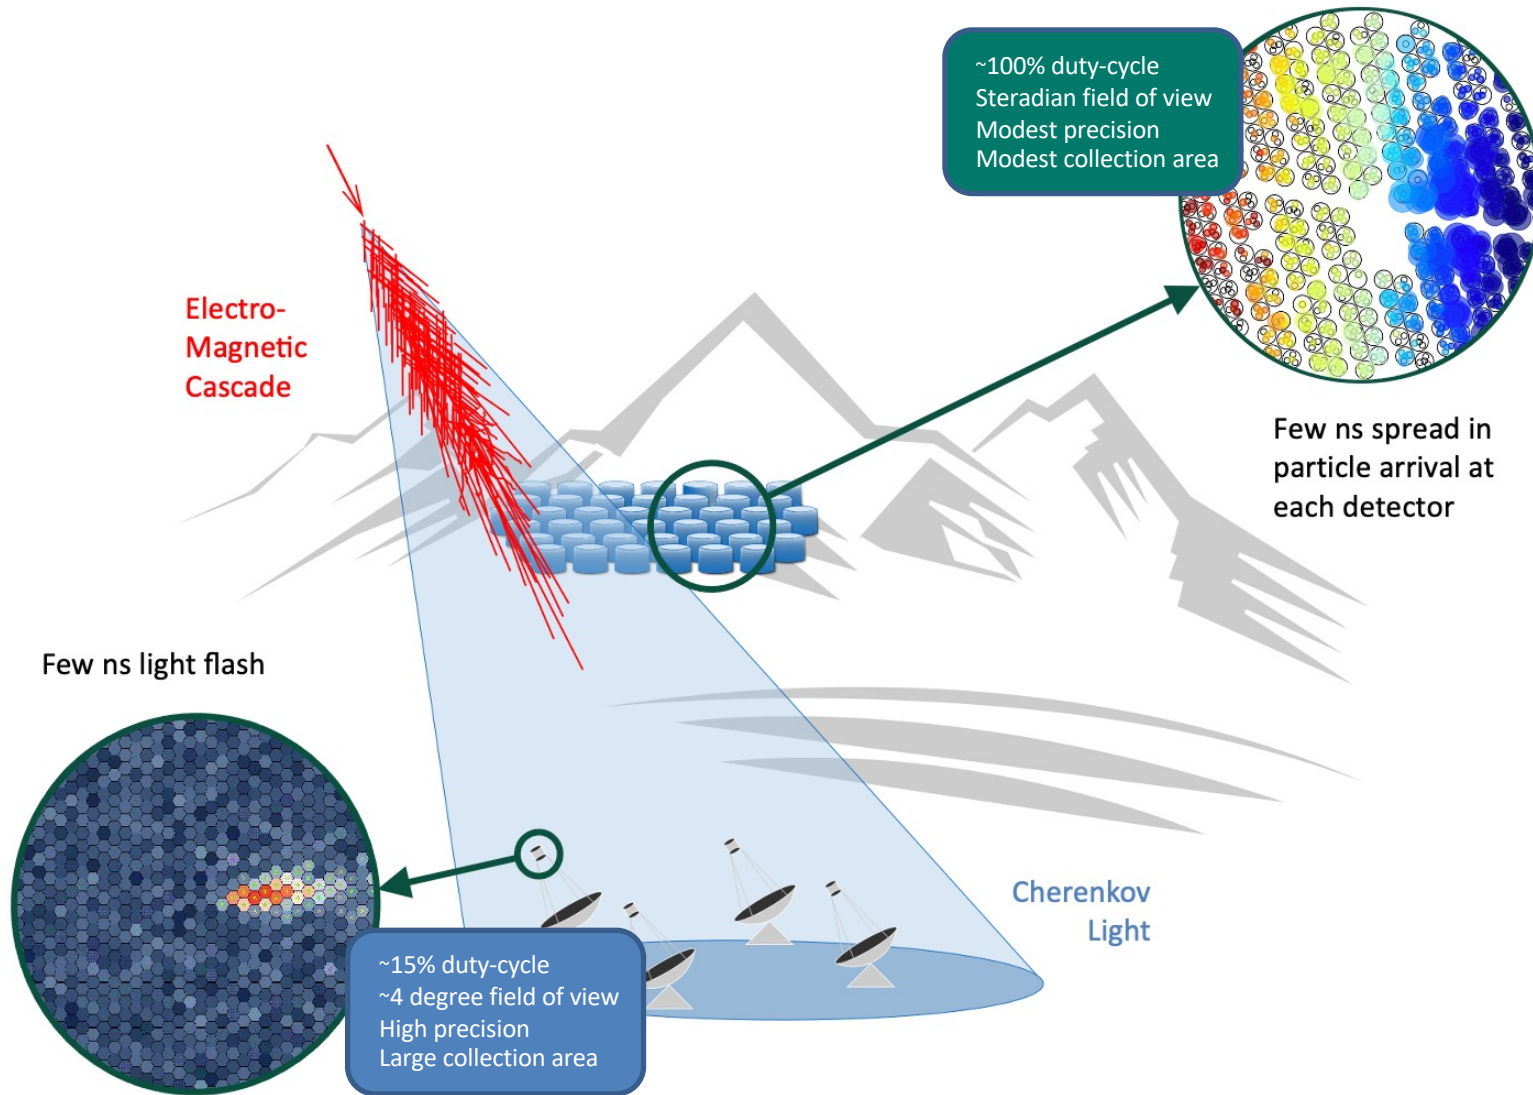 ~100% duty-cycle
Steradian field of view
Modest precision
Modest collection area
Electro-
Magnetic
Cascade
Few ns spread in
particle arrival at
each detector
Few ns light flash
Cherenkov
Light
~15% duty-cycle
~4 degree field of view
High precision
Large collection area